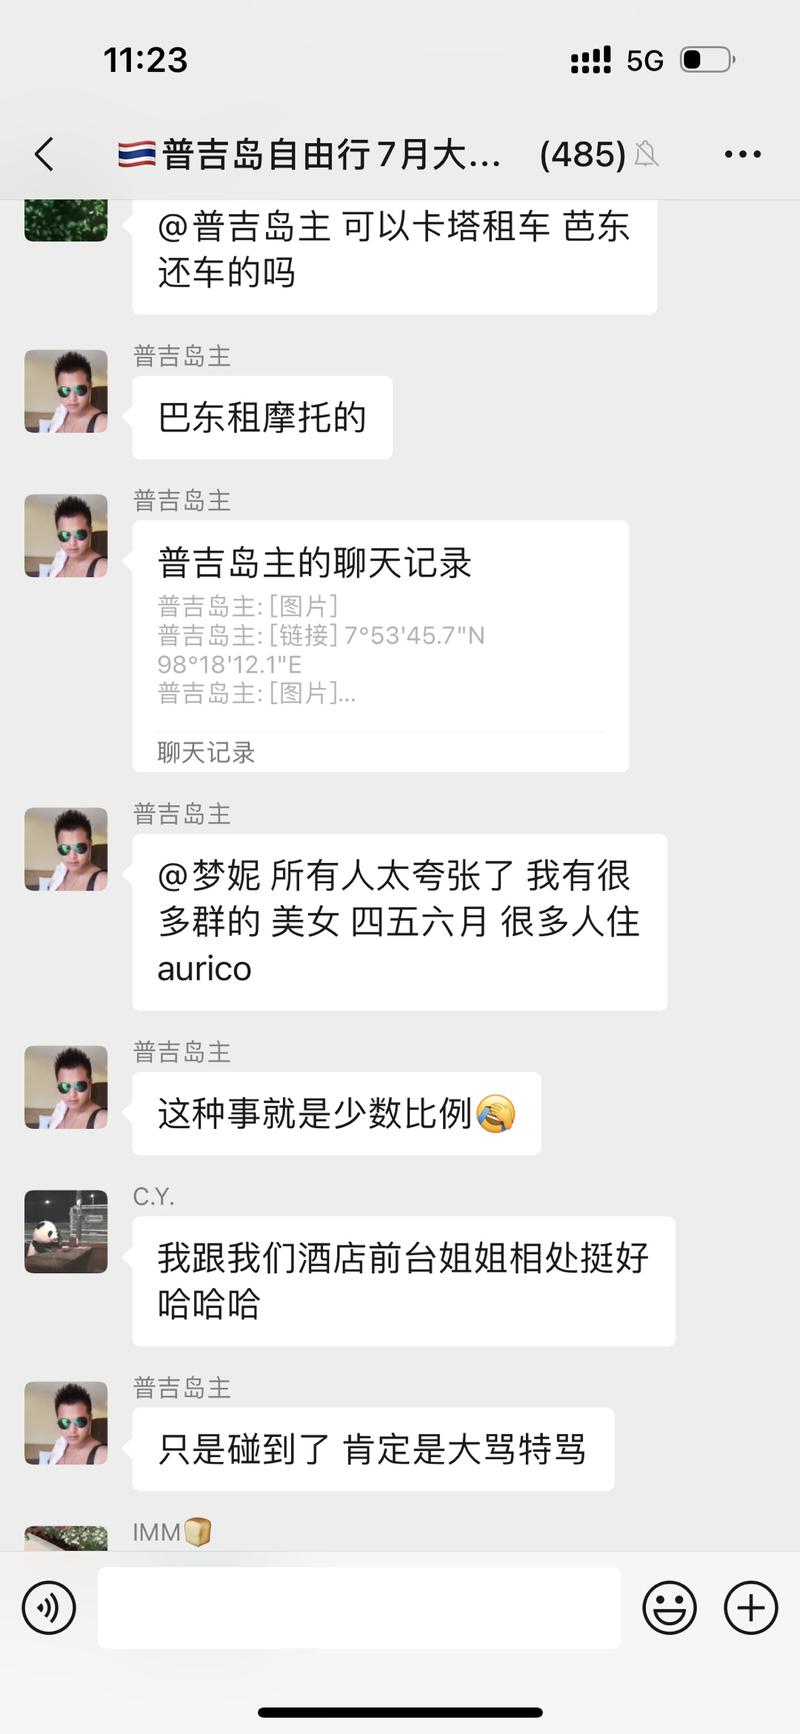 11:23
5G
普吉岛自由行7月大... (485)
@普吉岛主 可以卡塔租车 芭东
还车的吗
普吉岛主
巴东租摩托的
普吉岛主
普吉岛主的聊天记录
普吉岛主: [图片]
普吉岛主: [链接] 7°53'45.7"N
98°18'12.1"E
普吉岛主: [图片]...
聊天记录
普吉岛主
@梦妮 所有人太夸张了 我有很
多群的 美女 四五六月 很多人住
aurico
普吉岛主
这种事就是少数比例🤦
C.Y.
我跟我们酒店前台姐姐相处挺好
哈哈哈
普吉岛主
只是碰到了 肯定是大骂特骂
IMM🍞